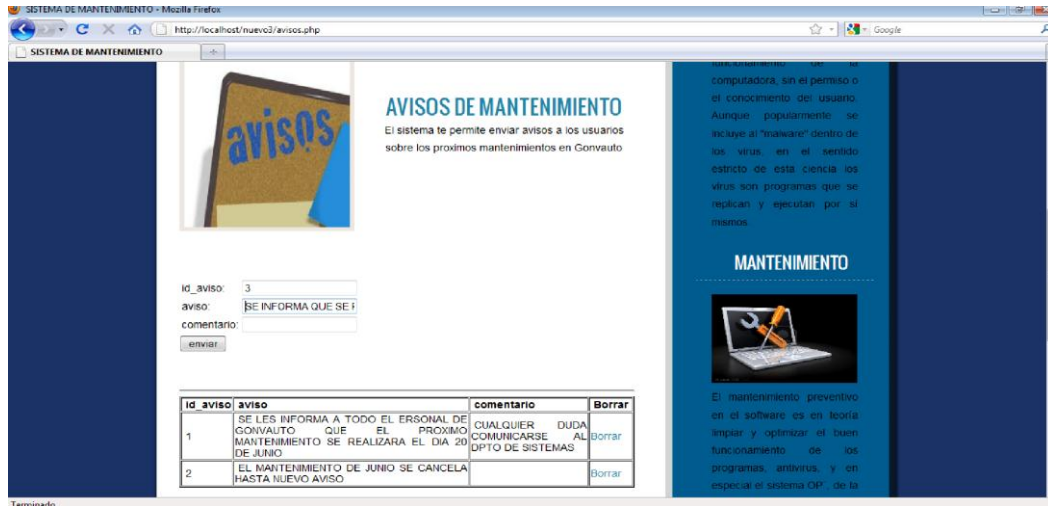 SISTEMA DE MANTENIMIENTO - Mozilla Firefox
http://localhost/nuevo3/avisos.php
Google
SISTEMA DE MANTENIMIENTO
avisos
AVISOS DE MANTENIMIENTO
El sistema te permite enviar avisos a los usuarios
sobre los proximos mantenimientos en Gonvauto
id_aviso: 3
aviso: SE INFORMA QUE SE
comentario:
enviar
id_aviso aviso comentario Borrar
1 SE LES INFORMA A TODO EL ERSONAL DE
GONVAUTO QUE EL PROXIMO
MANTENIMIENTO SE REALIZARA EL DIA 20
DE JUNIO
CUALQUIER DUDA
COMUNICARSE AL
DPTO DE SISTEMAS
Borrar
2 EL MANTENIMIENTO DE JUNIO SE CANCELA
HASTA NUEVO AVISO
Borrar
funcionamiento de la
computadora, sin el permiso o
el conocimiento del usuario.
Aunque popularmente se
incluye al "malware" dentro de
los virus, en el sentido
estricto de esta ciencia los
virus son programas que se
replican y ejecutan por sí
mismos.
MANTENIMIENTO
El mantenimiento preventivo
en el software es en teoría
limpiar y optimizar el buen
funcionamiento de los
programas, antivirus, y en
especial el sistema OP¨, de la
Terminado